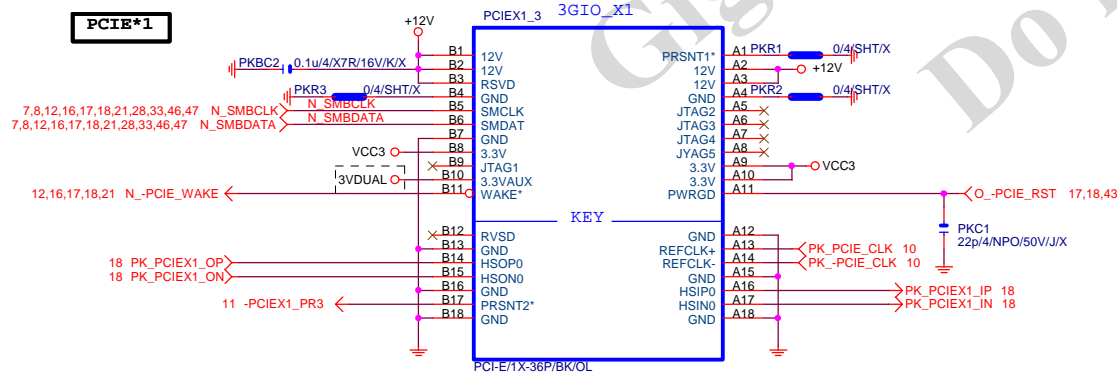 PCIE*1
PCIEX1_3
3GIO_X1
+12V
PKBC2
0.1u/4/X7R/16V/K/X
PKR3
0/4/SHT/X
7,8,12,16,17,18,21,28,33,46,47 N_SMBCLK
N_SMBCLK
7,8,12,16,17,18,21,28,33,46,47 N_SMBDATA
N_SMBDATA
VCC3
3VDUAL
12,16,17,18,21 N_-PCIE_WAKE
18 PK_PCIEX1_OP
18 PK_PCIEX1_ON
11 -PCIEX1_PR3
B1 12V
B2 12V
B3 RSVD
B4 GND
B5 SMCLK
B6 SMDAT
B7 GND
B8 3.3V
B9 JTAG1
B10 3.3VAUX
B11 WAKE*
KEY
B12 RVSD
B13 GND
B14 HSOP0
B15 HSON0
B16 GND
B17 PRSNT2*
B18 GND
PRSNT1* A1
12V A2
12V A3
GND A4
JTAG2 A5
JTAG3 A6
JTAG4 A7
JYAG5 A8
3.3V A9
3.3V A10
PWRGD A11
GND A12
REFCLK+ A13
REFCLK- A14
GND A15
HSIP0 A16
HSIN0 A17
GND A18
PKR1
0/4/SHT/X
+12V
PKR2
0/4/SHT/X
VCC3
O_-PCIE_RST 17,18,43
PKC1
22p/4/NPO/50V/J/X
PK_PCIE_CLK 10
PK_-PCIE_CLK 10
PK_PCIEX1_IP 18
PK_PCIEX1_IN 18
PCI-E/1X-36P/BK/OL
Do